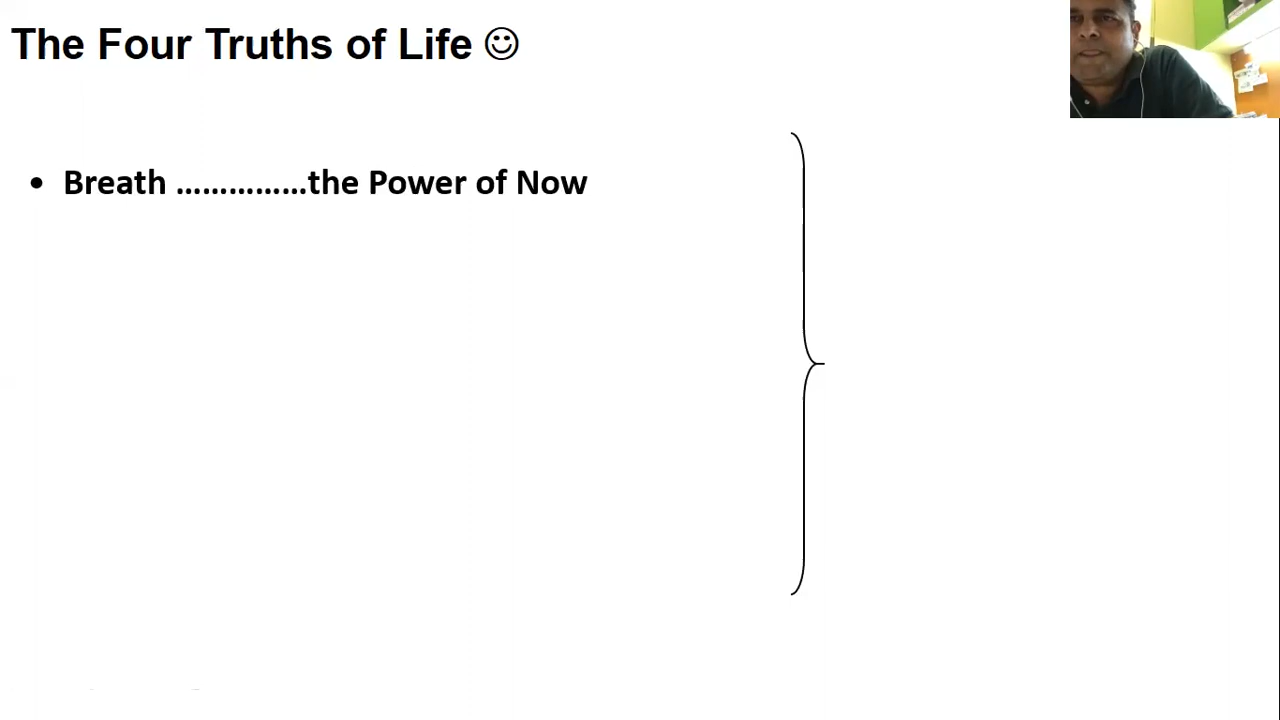 The Four Truths of Life ☺
• Breath ……………the Power of Now